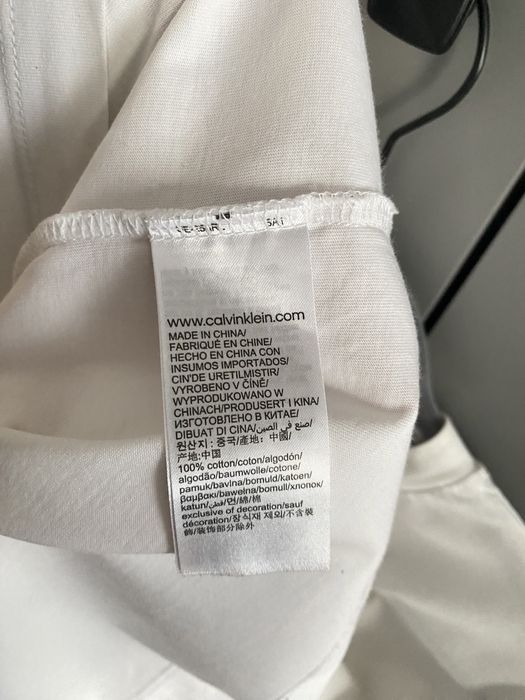 www.calvinklein.com
MADE IN CHINA/
FABRIQUÉ EN CHINE/
HECHO EN CHINA CON
INSUMOS IMPORTADOS/
CIN'DE URETILMISTIR/
VYROBENO V ČÍNĚ/
WYPRODUKOWANO W
CHINACH/PRODUSERT I KINA/
ИЗГОТОВЛЕНО В КИТАЕ/
DIBUAT DI CINA/صنع في الصين/
원산지 : 중국/產地：中國/
产地:中国
100% cotton/coton/algodón/
algodão/baumwolle/cotone/
pamuk/bavlna/bomuld/katoen/
βαμβακι/bawełna/bomull/хлопок/
katun/قطن/면/綿/棉
exclusive of decoration/sauf
décoration/장식재 제외/不含裝
飾/装饰部分除外